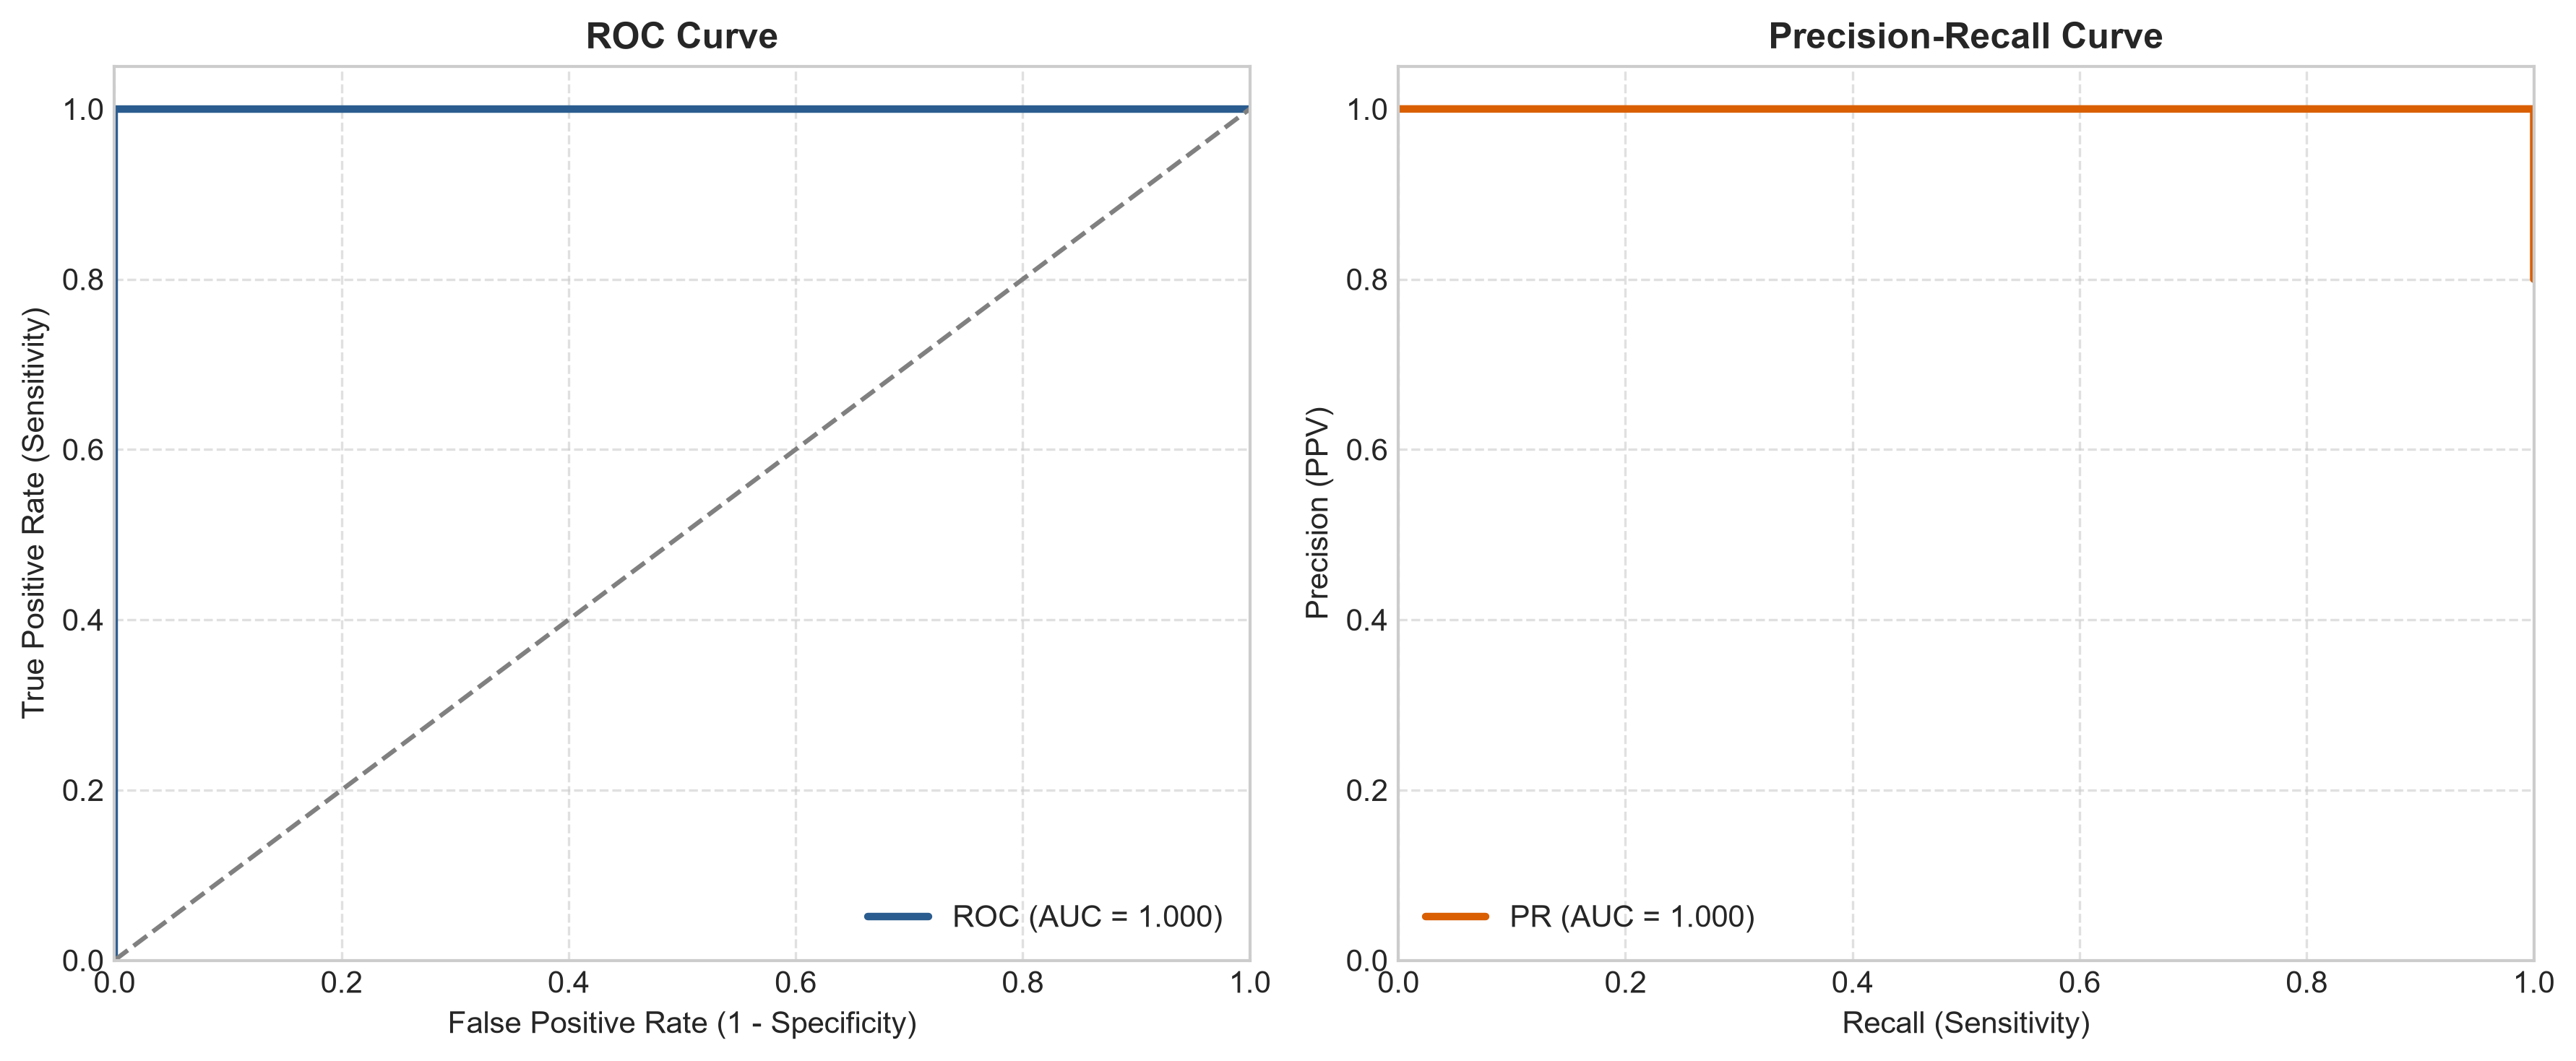 ROC Curve
1.0
0.8
0.6
0.4
0.2
0.0
True Positive Rate (Sensitivity)
0.0 0.2 0.4 0.6 0.8 1.0
False Positive Rate (1 - Specificity)
ROC (AUC = 1.000)
Precision-Recall Curve
1.0
0.8
0.6
0.4
0.2
0.0
Precision (PPV)
0.0 0.2 0.4 0.6 0.8 1.0
Recall (Sensitivity)
PR (AUC = 1.000)